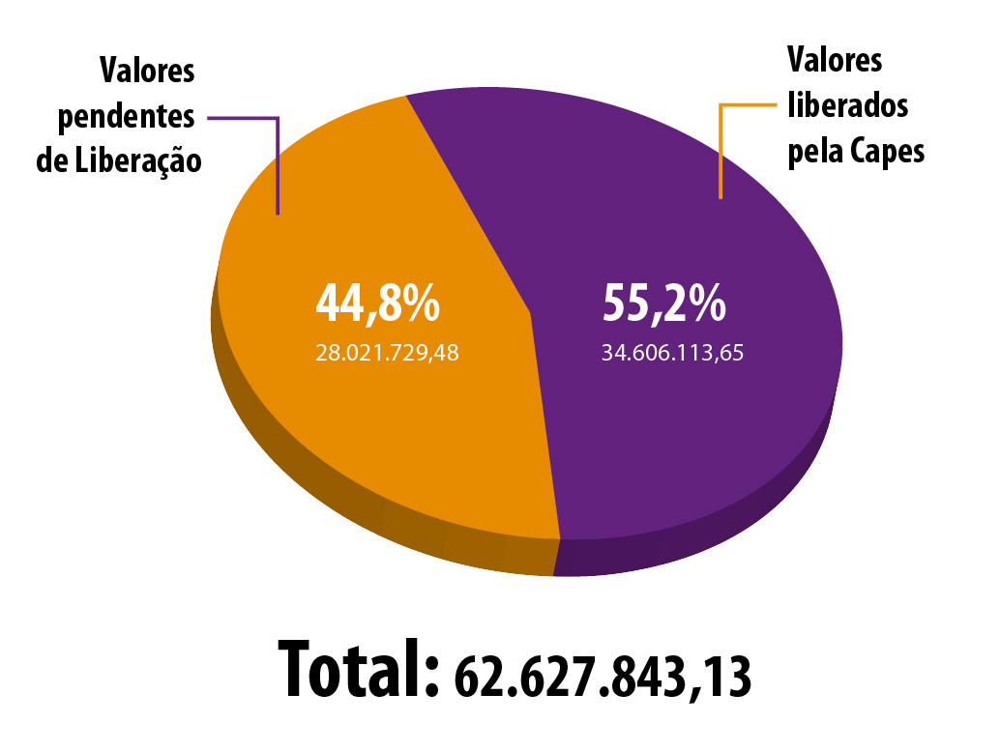 Valores
pendentes
de Liberação
Valores
liberados
pela Capes
44,8%
28.021.729,48
55,2%
34.606.113,65
Total: 62.627.843,13